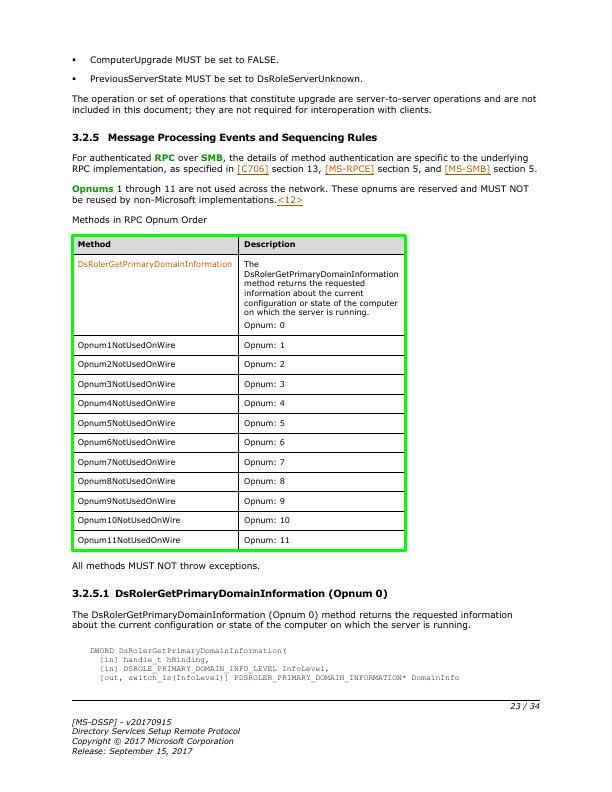 ▪ ComputerUpgrade MUST be set to FALSE.
▪ PreviousServerState MUST be set to DsRoleServerUnknown.
The operation or set of operations that constitute upgrade are server-to-server operations and are not
included in this document; they are not required for interoperation with clients.
3.2.5 Message Processing Events and Sequencing Rules
For authenticated RPC over SMB, the details of method authentication are specific to the underlying
RPC implementation, as specified in [C706] section 13, [MS-RPCE] section 5, and [MS-SMB] section 5.
Opnums 1 through 11 are not used across the network. These opnums are reserved and MUST NOT
be reused by non-Microsoft implementations.<12>
Methods in RPC Opnum Order
Method Description
DsRolerGetPrimaryDomainInformation The
DsRolerGetPrimaryDomainInformation
method returns the requested
information about the current
configuration or state of the computer
on which the server is running.
Opnum: 0
Opnum1NotUsedOnWire Opnum: 1
Opnum2NotUsedOnWire Opnum: 2
Opnum3NotUsedOnWire Opnum: 3
Opnum4NotUsedOnWire Opnum: 4
Opnum5NotUsedOnWire Opnum: 5
Opnum6NotUsedOnWire Opnum: 6
Opnum7NotUsedOnWire Opnum: 7
Opnum8NotUsedOnWire Opnum: 8
Opnum9NotUsedOnWire Opnum: 9
Opnum10NotUsedOnWire Opnum: 10
Opnum11NotUsedOnWire Opnum: 11
All methods MUST NOT throw exceptions.
3.2.5.1 DsRolerGetPrimaryDomainInformation (Opnum 0)
The DsRolerGetPrimaryDomainInformation (Opnum 0) method returns the requested information
about the current configuration or state of the computer on which the server is running.
DWORD DsRolerGetPrimaryDomainInformation(
[in] handle_t hBinding,
[in] DSROLE_PRIMARY_DOMAIN_INFO_LEVEL InfoLevel,
[out, switch_is(InfoLevel)] PDSROLER_PRIMARY_DOMAIN_INFORMATION* DomainInfo
23 / 34
[MS-DSSP] - v20170915
Directory Services Setup Remote Protocol
Copyright © 2017 Microsoft Corporation
Release: September 15, 2017